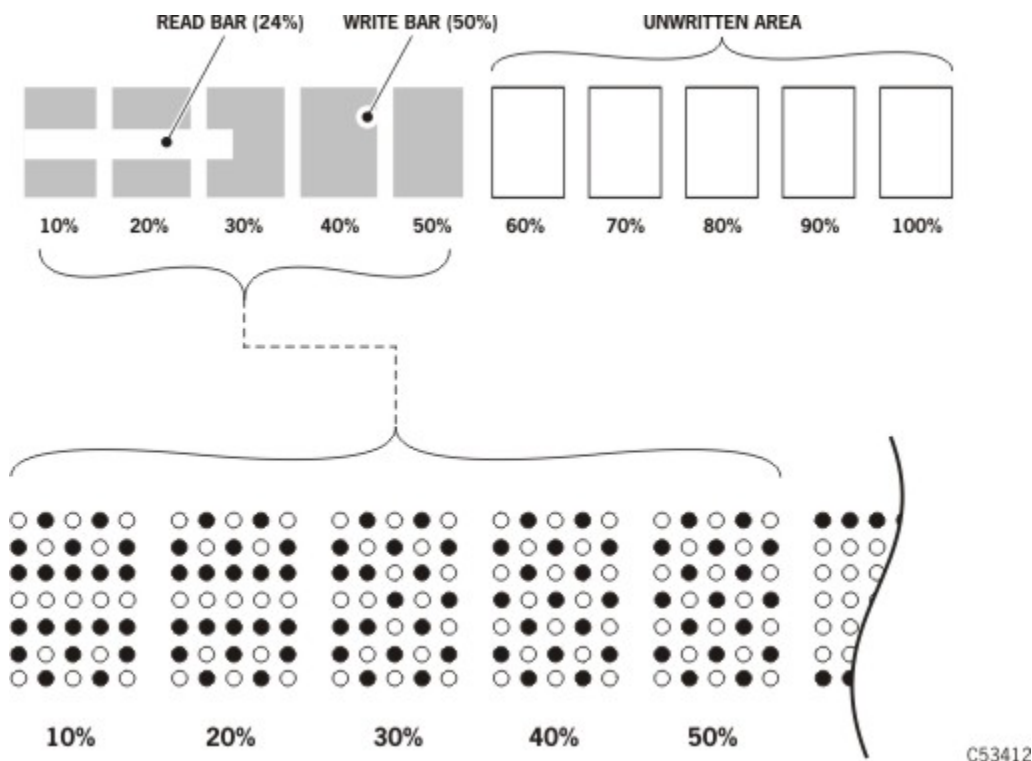 READ BAR (24%) WRITE BAR (50%) UNWRITTEN AREA
10% 20% 30% 40% 50% 60% 70% 80% 90% 100%
10% 20% 30% 40% 50%
C53412